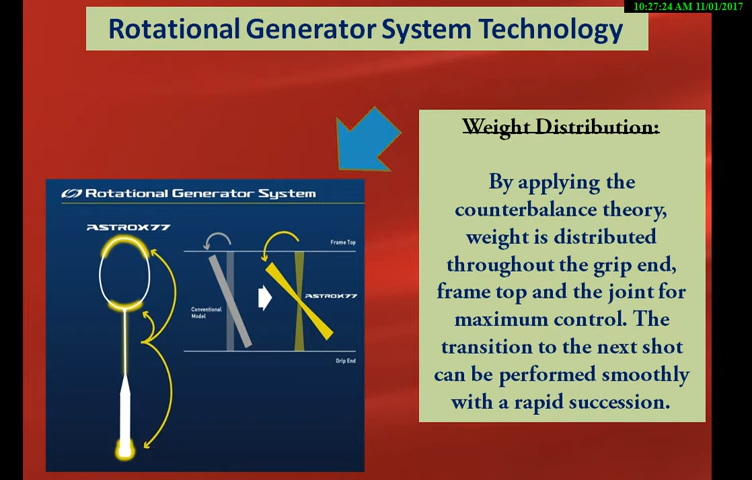 10:27:24 AM 11/01/2017
Rotational Generator System Technology
Weight Distribution:
By applying the
counterbalance theory,
weight is distributed
throughout the grip end,
frame top and the joint for
maximum control. The
transition to the next shot
can be performed smoothly
with a rapid succession.
Rotational Generator System
ASTROX77
Frame Top
ASTROX77
Conventional
Model
Grip End